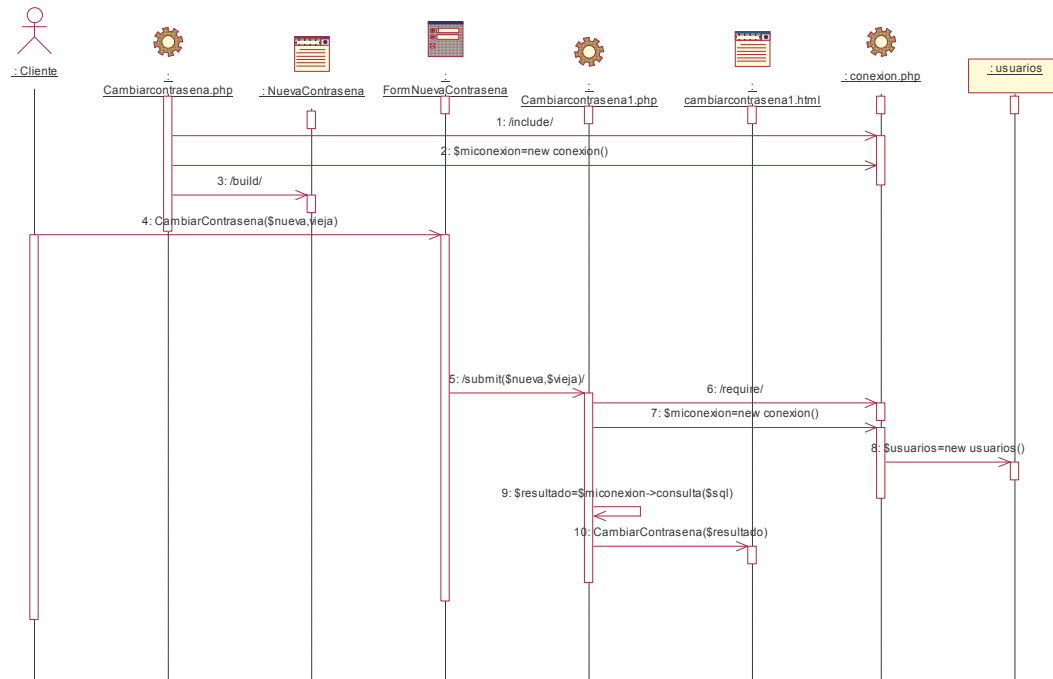 : Cliente
:
Cambiarcontrasena.php
: NuevaContrasena
:
FormNuevaContrasena
:
Cambiarcontrasena1.php
:
cambiarcontrasena1.html
: conexion.php
: usuarios
1: /include/
2: $miconexion=new conexion()
3: /build/
4: CambiarContrasena($nueva,vieja)
5: /submit($nueva,$vieja)/
6: /require/
7: $miconexion=new conexion()
8: $usuarios=new usuarios()
9: $resultado=$miconexion->consulta($sql)
10: CambiarContrasena($resultado)